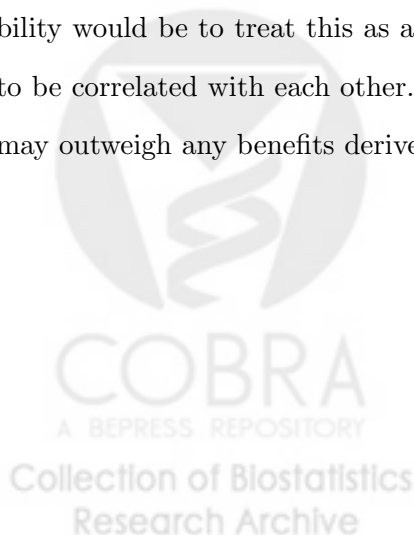 bility would be to treat this as a
to be correlated with each other.
may outweigh any benefits derive
COBRA
A BEPRESS REPOSITORY
Collection of Biostatistics
Research Archive